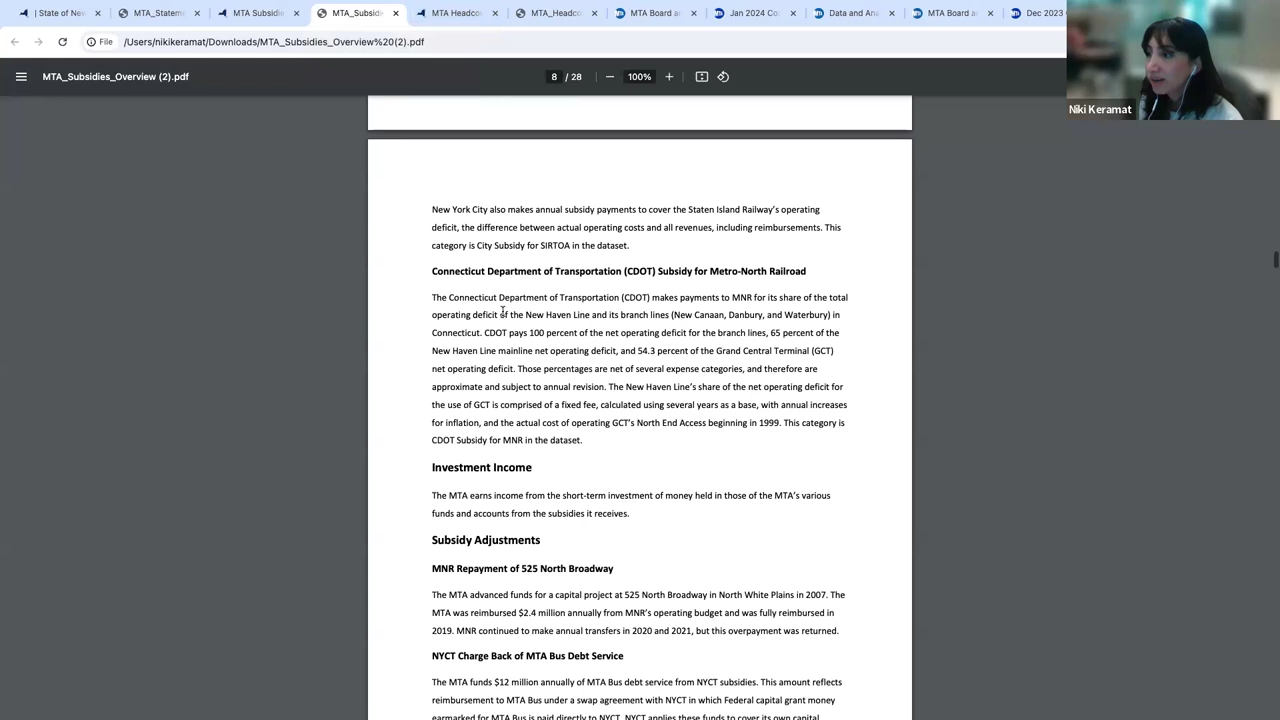 State of Nev
MTA_Stateme
MTA Subsidie
MTA_Subsidi
MTA Headco
MTA_Headco
MTA Board a
Jan 2024 Co
Data and An
MTA Board a
Dec 2023
File
/Users/nikikeramat/Downloads/MTA_Subsidies_Overview%20(2).pdf
MTA_Subsidies_Overview (2).pdf
8 / 28
100%
Niki Keramat
New York City also makes annual subsidy payments to cover the Staten Island Railway's operating
deficit, the difference between actual operating costs and all revenues, including reimbursements. This
category is City Subsidy for SIRTOA in the dataset.
Connecticut Department of Transportation (CDOT) Subsidy for Metro-North Railroad
The Connecticut Department of Transportation (CDOT) makes payments to MNR for its share of the total
operating deficit of the New Haven Line and its branch lines (New Canaan, Danbury, and Waterbury) in
Connecticut. CDOT pays 100 percent of the net operating deficit for the branch lines, 65 percent of the
New Haven Line mainline net operating deficit, and 54.3 percent of the Grand Central Terminal (GCT)
net operating deficit. Those percentages are net of several expense categories, and therefore are
approximate and subject to annual revision. The New Haven Line's share of the net operating deficit for
the use of GCT is comprised of a fixed fee, calculated using several years as a base, with annual increases
for inflation, and the actual cost of operating GCT's North End Access beginning in 1999. This category is
CDOT Subsidy for MNR in the dataset.
Investment Income
The MTA earns income from the short-term investment of money held in those of the MTA's various
funds and accounts from the subsidies it receives.
Subsidy Adjustments
MNR Repayment of 525 North Broadway
The MTA advanced funds for a capital project at 525 North Broadway in North White Plains in 2007. The
MTA was reimbursed $2.4 million annually from MNR's operating budget and was fully reimbursed in
2019. MNR continued to make annual transfers in 2020 and 2021, but this overpayment was returned.
NYCT Charge Back of MTA Bus Debt Service
The MTA funds $12 million annually of MTA Bus debt service from NYCT subsidies. This amount reflects
reimbursement to MTA Bus under a swap agreement with NYCT in which Federal capital grant money
earmarked for MTA Bus is paid directly to NYCT. NYCT applies these funds to cover its own capital